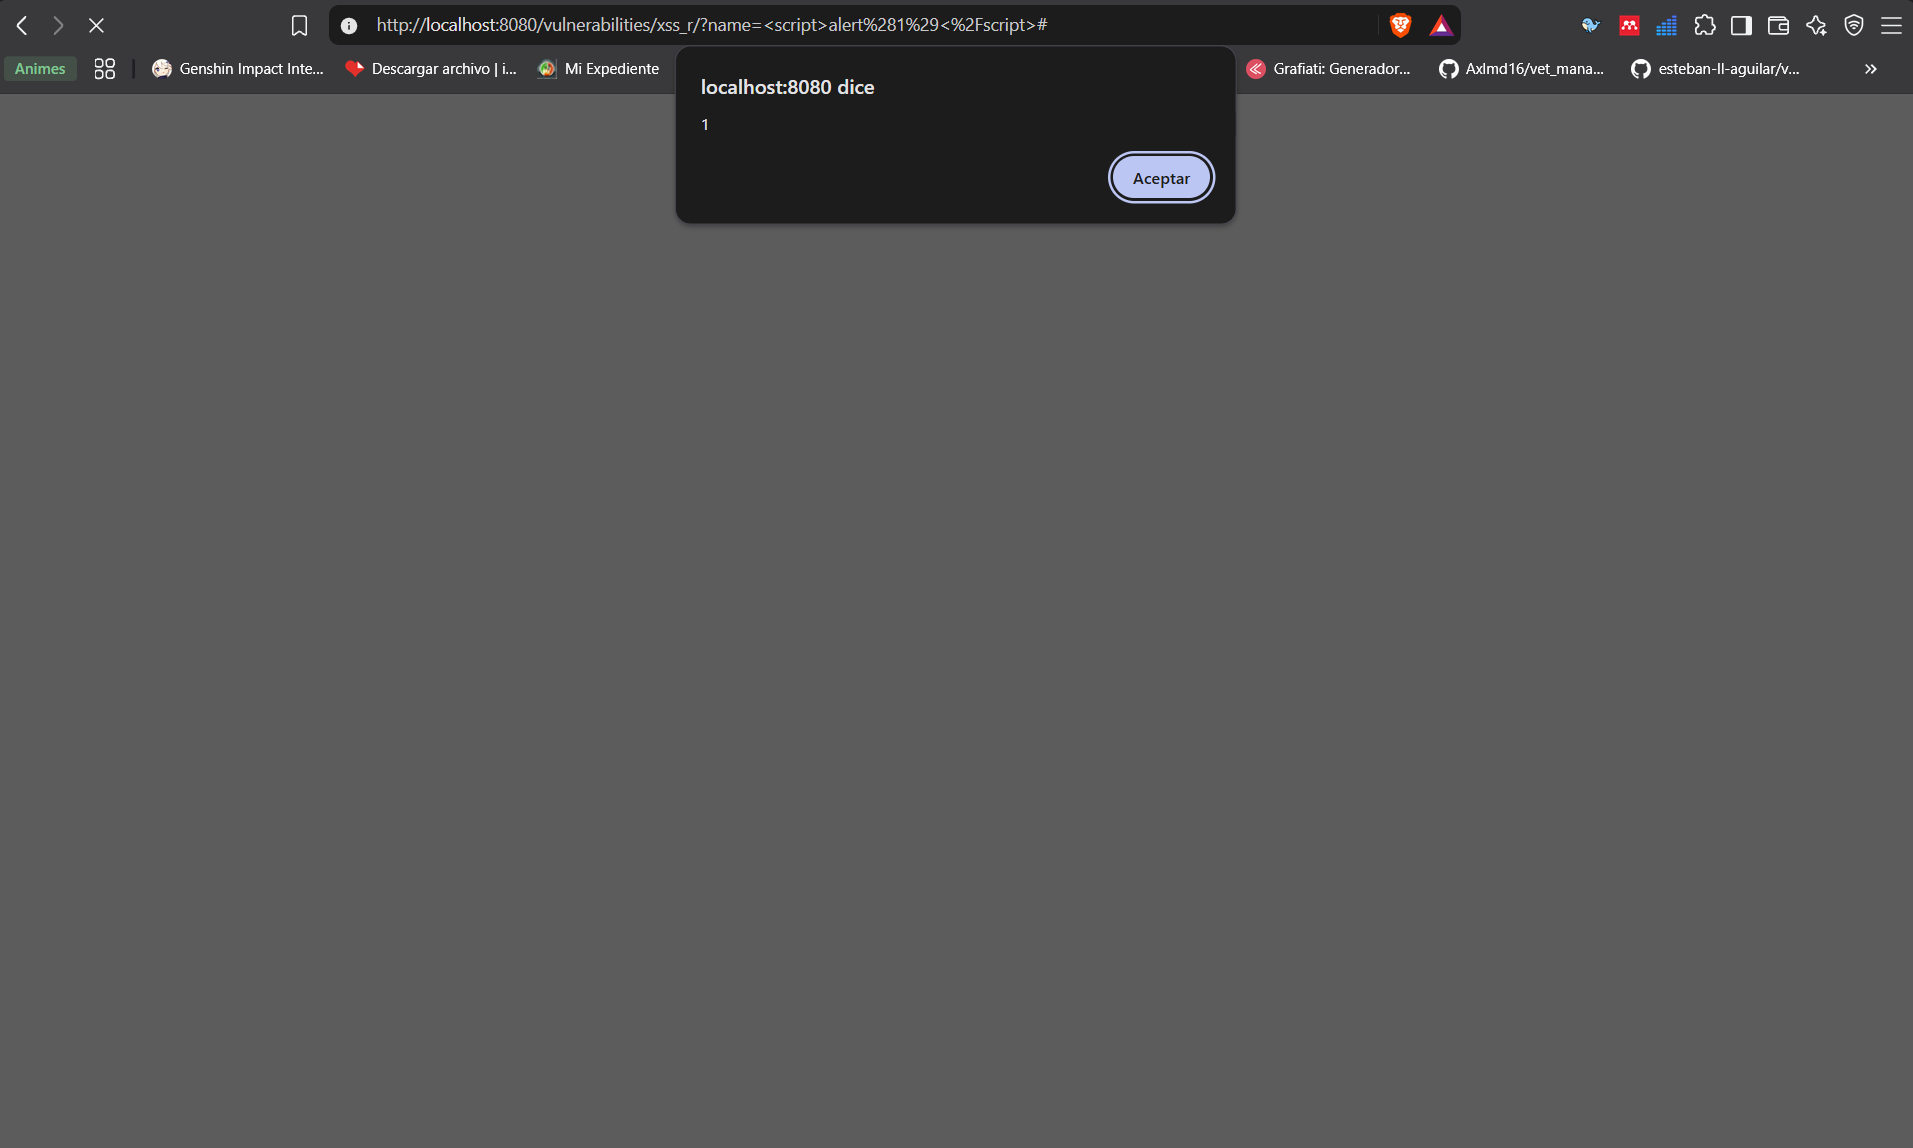 http://localhost:8080/vulnerabilities/xss_r/?name=<script>alert%281%29<%2Fscript>#
Animes
Genshin Impact Inte...
Descargar archivo | i...
Mi Expediente
Grafiati: Generador...
Axlmd16/vet_mana...
esteban-ll-aguilar/v...
localhost:8080 dice
1
Aceptar